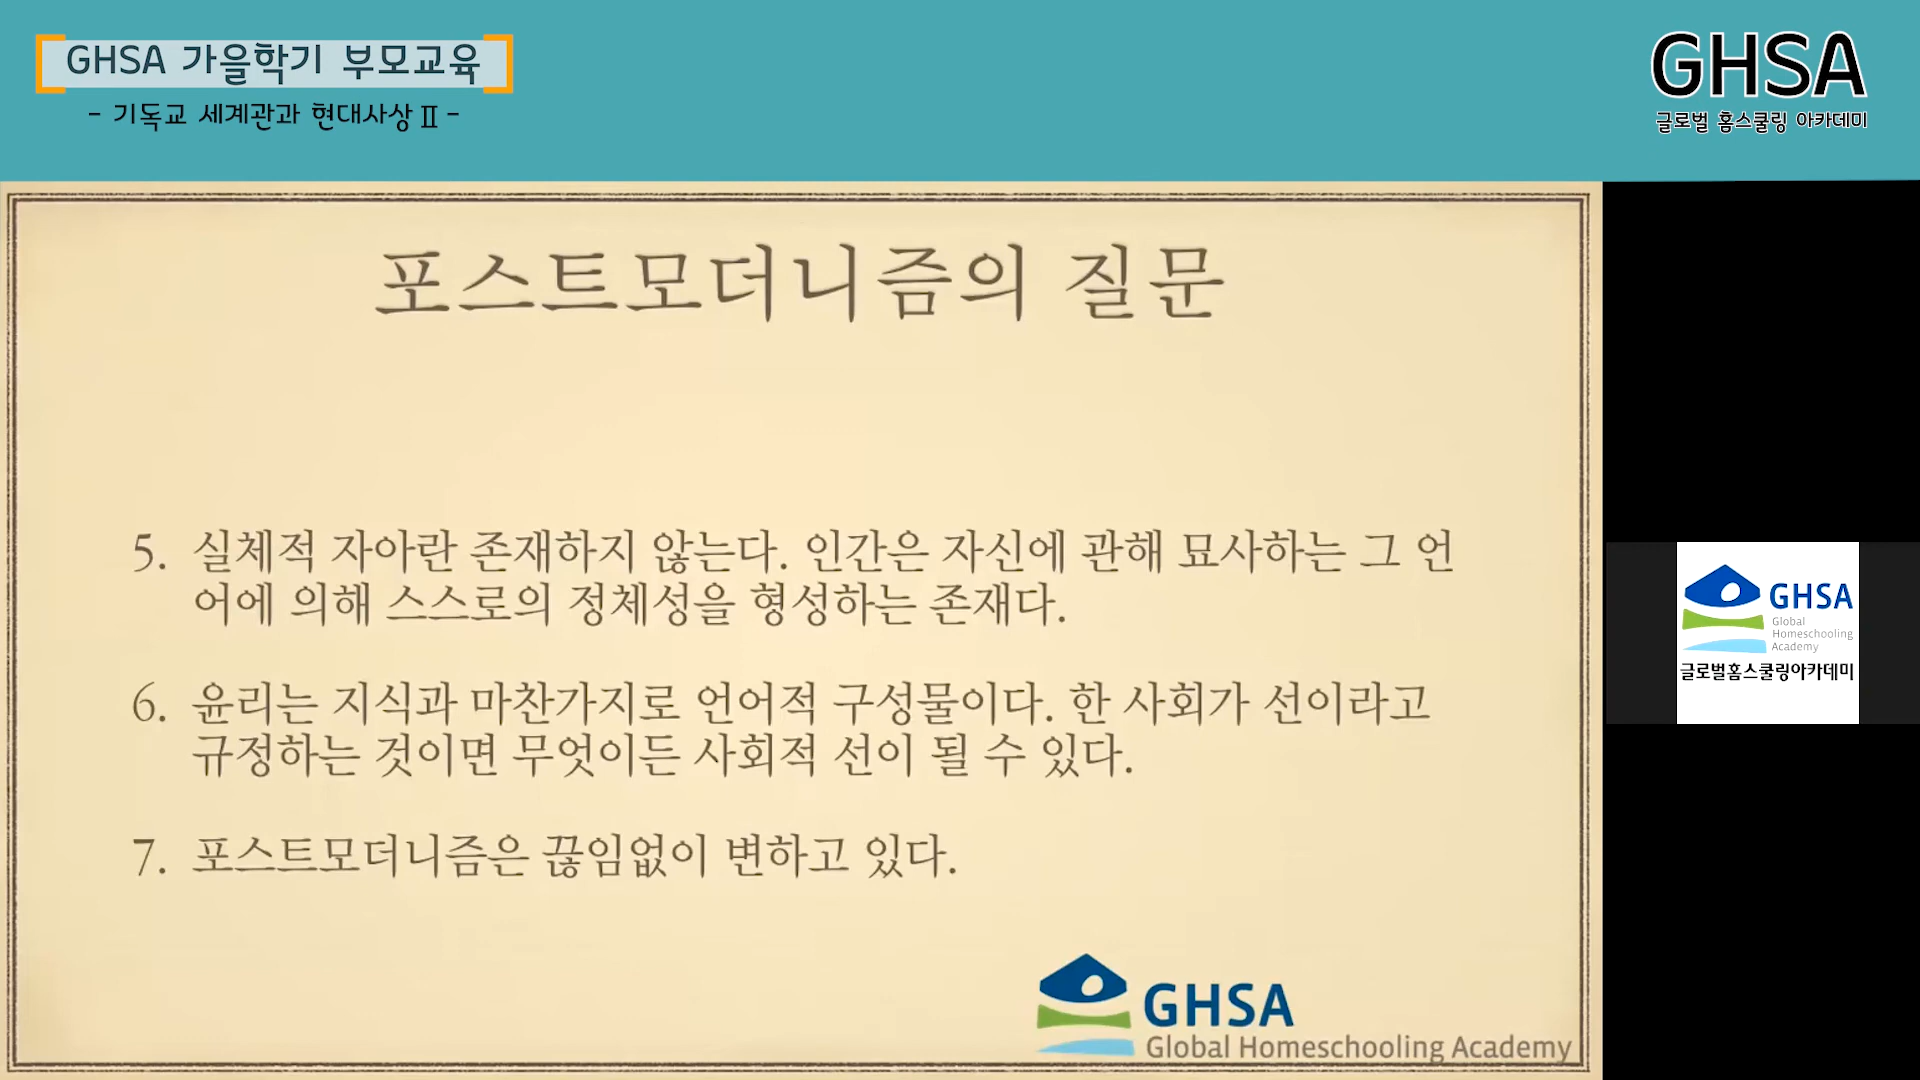 GHSA 가을학기 부모교육
- 기독교 세계관과 현대사상 Ⅱ -
GHSA
글로벌 홈스쿨링 아카데미
포스트모더니즘의 질문
5. 실체적 자아란 존재하지 않는다. 인간은 자신에 관해 묘사하는 그 언
어에 의해 스스로의 정체성을 형성하는 존재다.
6. 윤리는 지식과 마찬가지로 언어적 구성물이다. 한 사회가 선이라고
규정하는 것이면 무엇이든 사회적 선이 될 수 있다.
7. 포스트모더니즘은 끊임없이 변하고 있다.
GHSA
Global Homeschooling Academy
GHSA
Global
Homeschooling
Academy
글로벌홈스쿨링아카데미